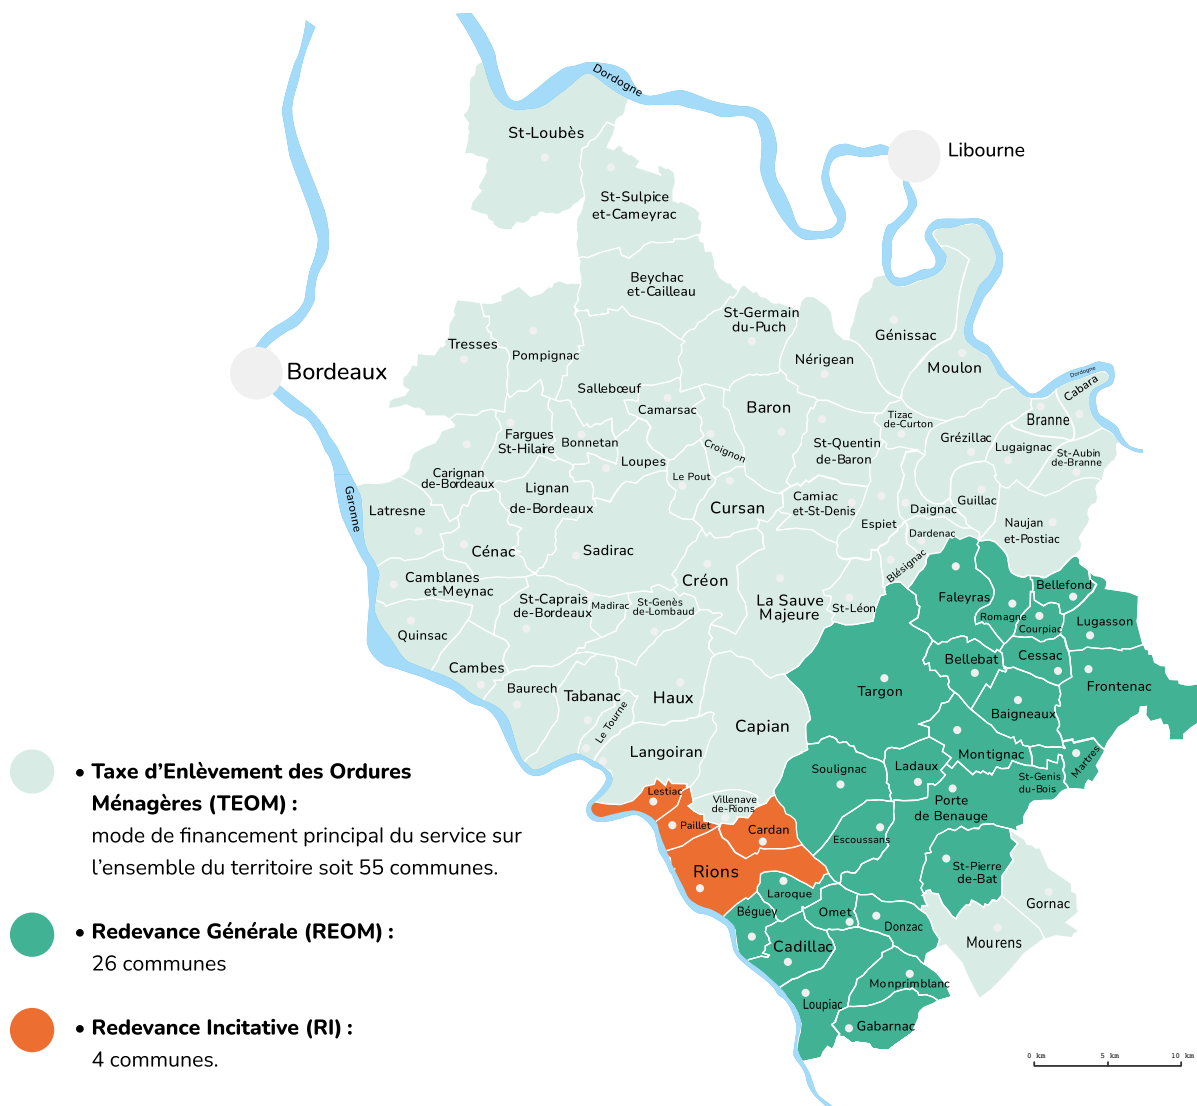 Dordogne
Libourne
St-Loubès
St-Sulpice
et-Cameyrac
Beychac
et-Cailleau
St-Germain
du-Puch
Génissac
Tresses
Pompignac
Nérigean
Moulon
Bordeaux
Dordogne
Cabara
Sallebœuf
Camarsac
Baron
Tizac
de-Curton
Branne
Fargues
St-Hilaire
Bonnetan
Croignon
St-Quentin
de-Baron
Grézillac
Lugaignac
St-Aubin
de-Branne
Loupes
Carignan
de-Bordeaux
Le Pout
Lignan
de-Bordeaux
Garonne
Latresne
Cursan
Camiac
et-St-Denis
Espiet
Daignac
Guillac
Naujan
et-Postiac
Dardenac
Cénac
Sadirac
Blésignac
Camblanes
et-Meynac
Créon
La Sauve
Majeure
St-Léon
St-Caprais
de-Bordeaux
Madirac
St-Genès
de-Lombaud
Faleyras
Bellefond
Romagne
Courpiac
Lugasson
Quinsac
Cambes
Baurech
Tabanac
Le Tourne
Haux
Capian
Langoiran
Targon
Bellebat
Cessac
Frontenac
Baigneaux
Montignac
Martres
Soulignac
Ladaux
St-Genis
du-Bois
Porte
de Benauge
Lestiac
Villenave
de-Rions
Paillet
Cardan
Escoussans
Rions
St-Pierre
de-Bat
Laroque
Gornac
Béguey
Omet
Donzac
Mourens
Cadillac
Monprimblanc
Loupiac
Gabarnac
• Taxe d’Enlèvement des Ordures
Ménagères (TEOM) :
mode de financement principal du service sur
l’ensemble du territoire soit 55 communes.
• Redevance Générale (REOM) :
26 communes
• Redevance Incitative (RI) :
4 communes.
0 km 5 km 10 km